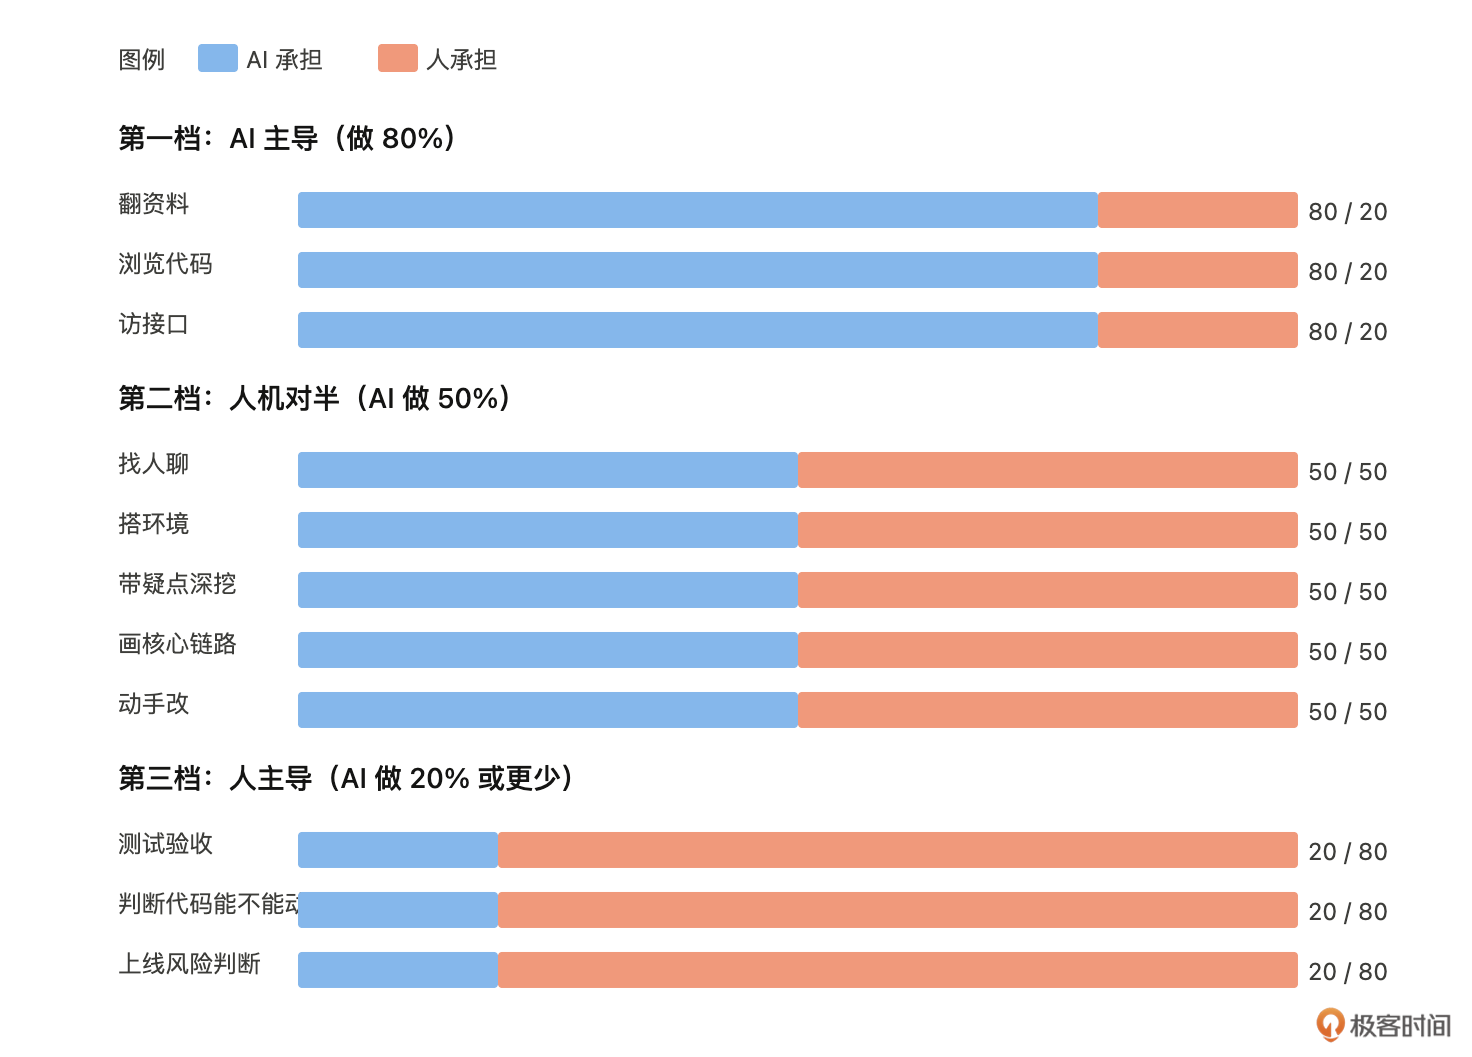 图例 AI 承担 人承担
第一档：AI 主导（做 80%）
翻资料 80 / 20
浏览代码 80 / 20
访接口 80 / 20
第二档：人机对半（AI 做 50%）
找人聊 50 / 50
搭环境 50 / 50
带疑点深挖 50 / 50
画核心链路 50 / 50
动手改 50 / 50
第三档：人主导（AI 做 20% 或更少）
测试验收 20 / 80
判断代码能不能动 20 / 80
上线风险判断 20 / 80
极客时间